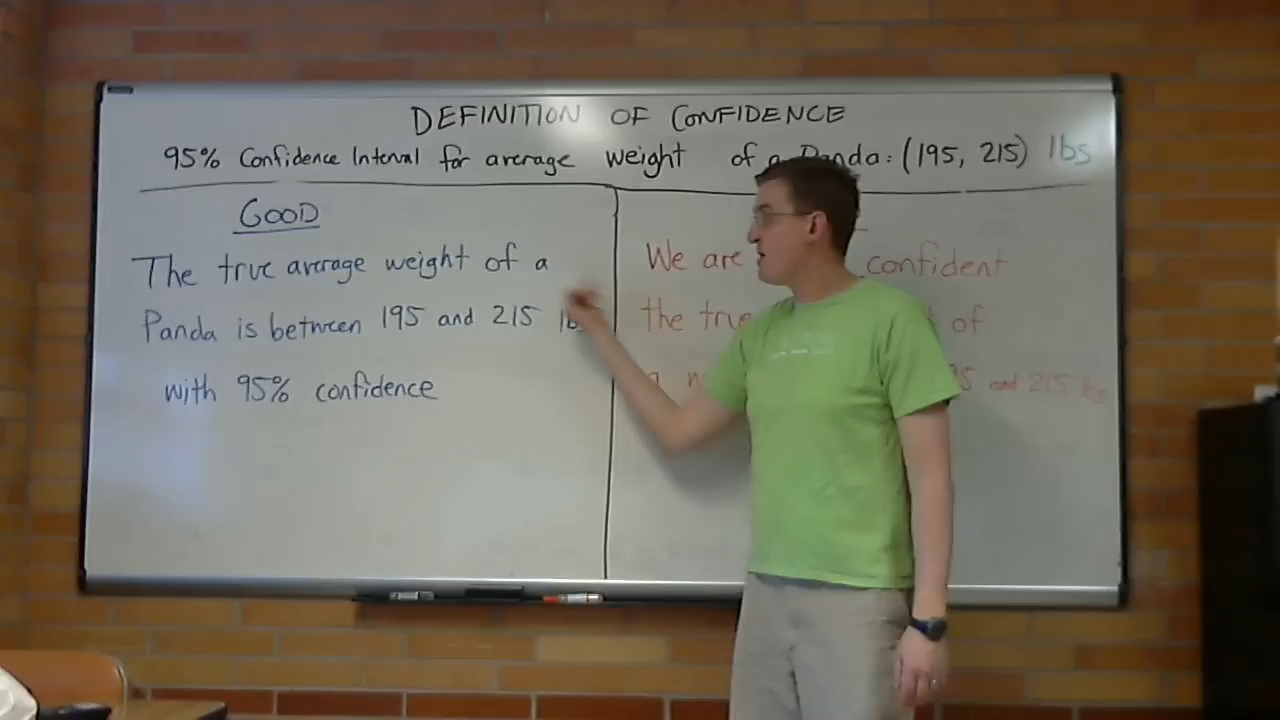 DEFINITION OF CONFIDENCE
95% Confidence Interval for average weight of a Panda: (195, 215) lbs
GOOD
The true average weight of a
Panda is between 195 and 215 lbs
with 95% confidence
We are confident
the true of
and 215 lbs